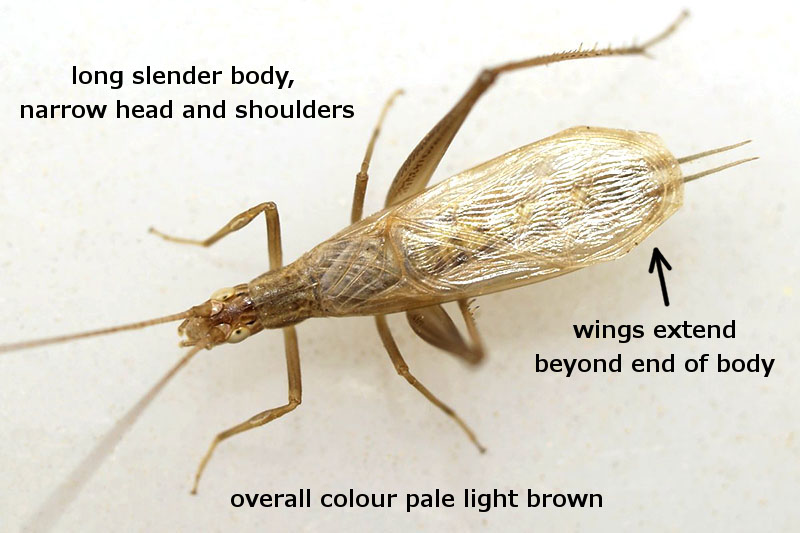 long slender body,
narrow head and shoulders
wings extend
beyond end of body
overall colour pale light brown